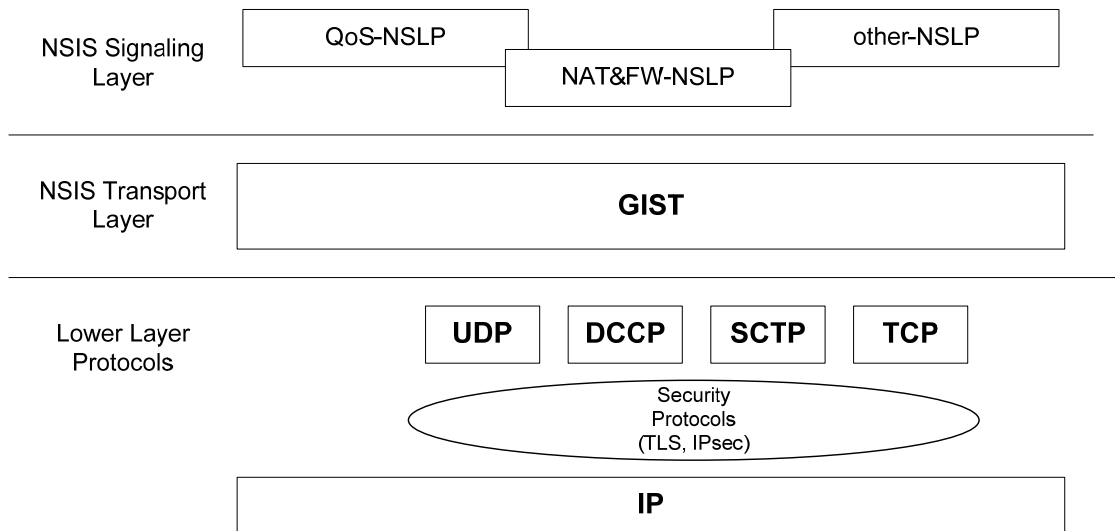 NSIS Signaling
Layer
QoS-NSLP
NAT&FW-NSLP
other-NSLP
NSIS Transport
Layer
GIST
Lower Layer
Protocols
UDP
DCCP
SCTP
TCP
Security
Protocols
(TLS, IPsec)
IP